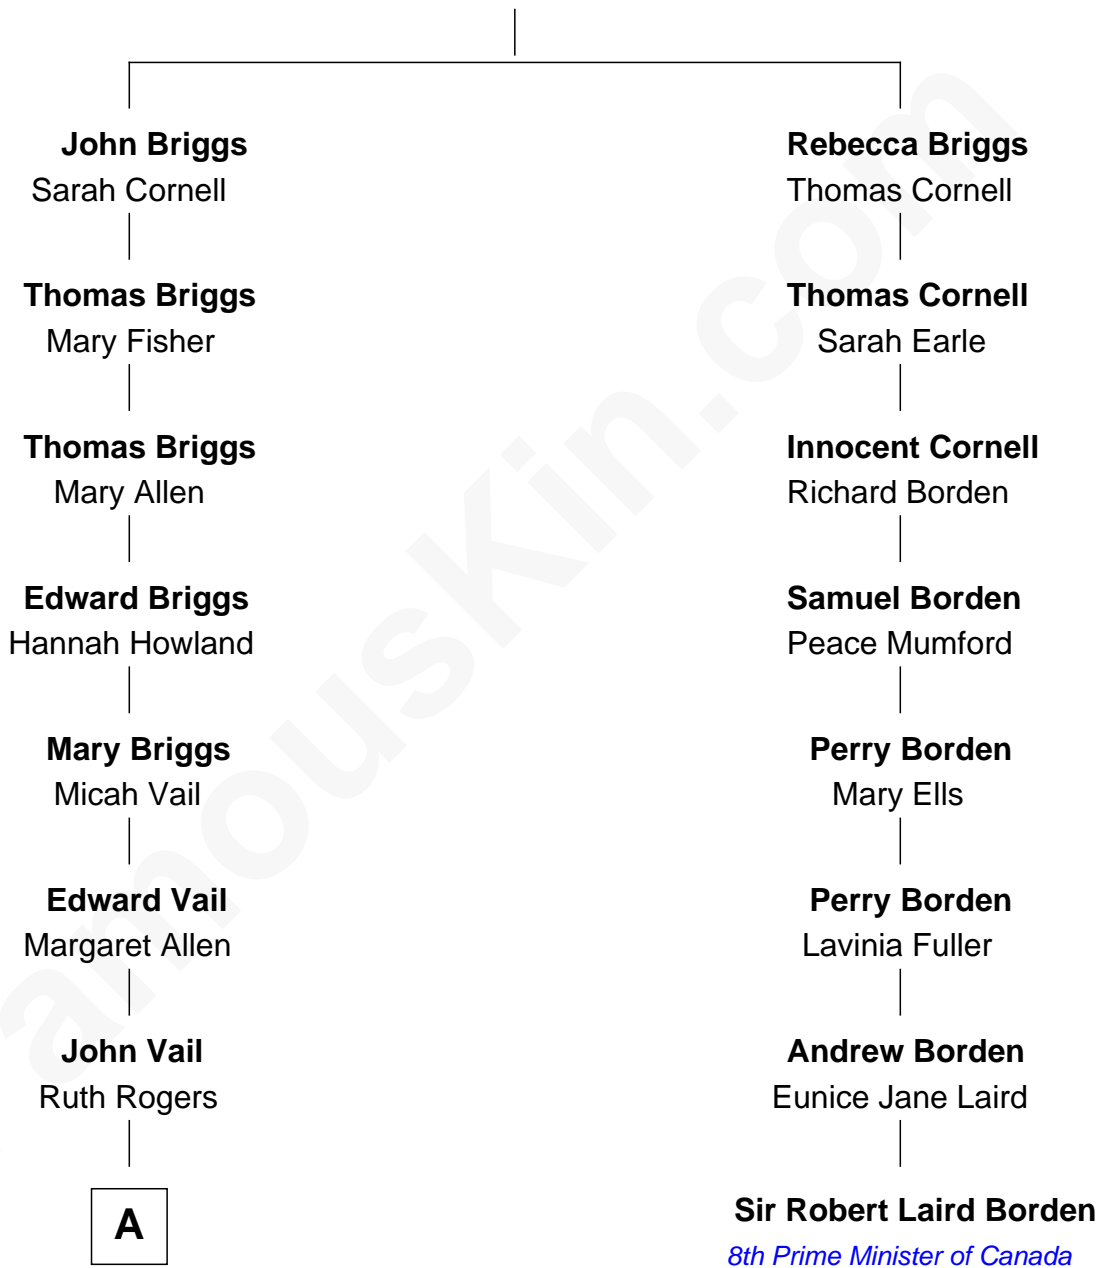 John Briggs
Sarah Cornell
Thomas Briggs
Mary Fisher
Thomas Briggs
Mary Allen
Edward Briggs
Hannah Howland
Mary Briggs
Micah Vail
Edward Vail
Margaret Allen
John Vail
Ruth Rogers
A
Rebecca Briggs
Thomas Cornell
Thomas Cornell
Sarah Earle
Innocent Cornell
Richard Borden
Samuel Borden
Peace Mumford
Perry Borden
Mary Ells
Perry Borden
Lavinia Fuller
Andrew Borden
Eunice Jane Laird
Sir Robert Laird Borden
8th Prime Minister of Canada
amouskin.com